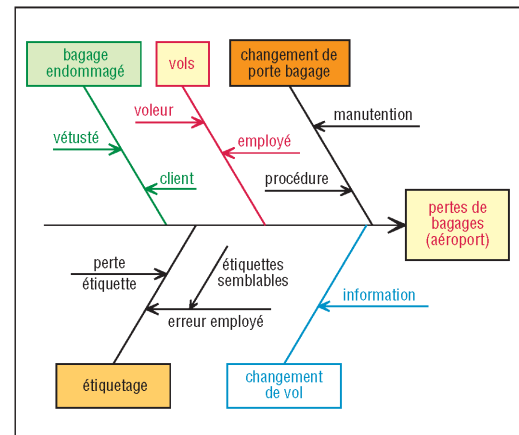 bagage
endommagé
vols
changement de
porte bagage
voleur
manutention
vétusté
employé
client
procédure
pertes de
bagages
(aéroport)
perte
étiquette
étiquettes
semblables
information
erreur employé
étiquetage
changement
de vol